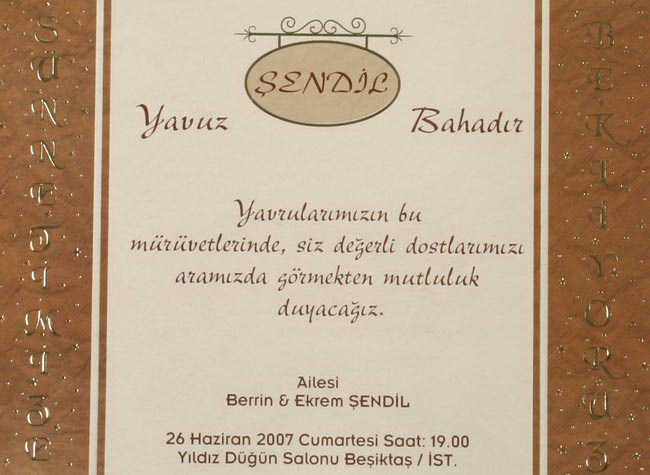 SÜNNETİMİZE
BEKLİYORUZ
ŞENDİL
Yavuz Bahadır
Yavrularımızın bu
mürüvetlerinde, siz değerli dostlarımızı
aramızda görmekten mutluluk
duyacağız.
Ailesi
Berrin & Ekrem ŞENDİL
26 Haziran 2007 Cumartesi Saat: 19.00
Yıldız Düğün Salonu Beşiktaş / İST.